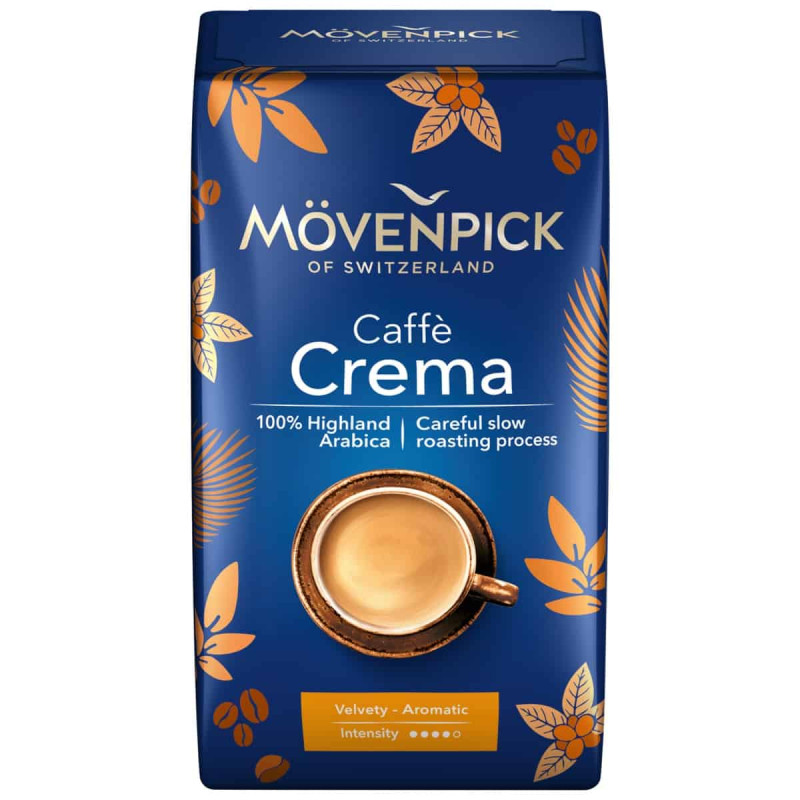 MÖVENPICK
OF SWITZERLAND
MÖVENPICK
OF SWITZERLAND
Caffè
Crema
100% Highland
Arabica
Careful slow
roasting process
Velvety - Aromatic
Intensity